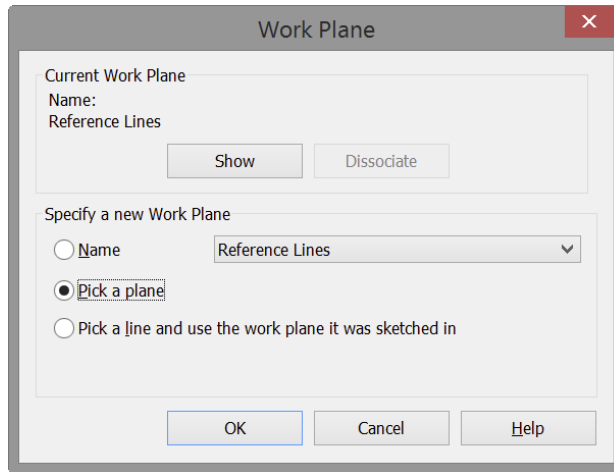 Work Plane
Current Work Plane
Name:
Reference Lines
Show Dissociate
Specify a new Work Plane
Name Reference Lines
Pick a plane
Pick a line and use the work plane it was sketched in
OK Cancel Help